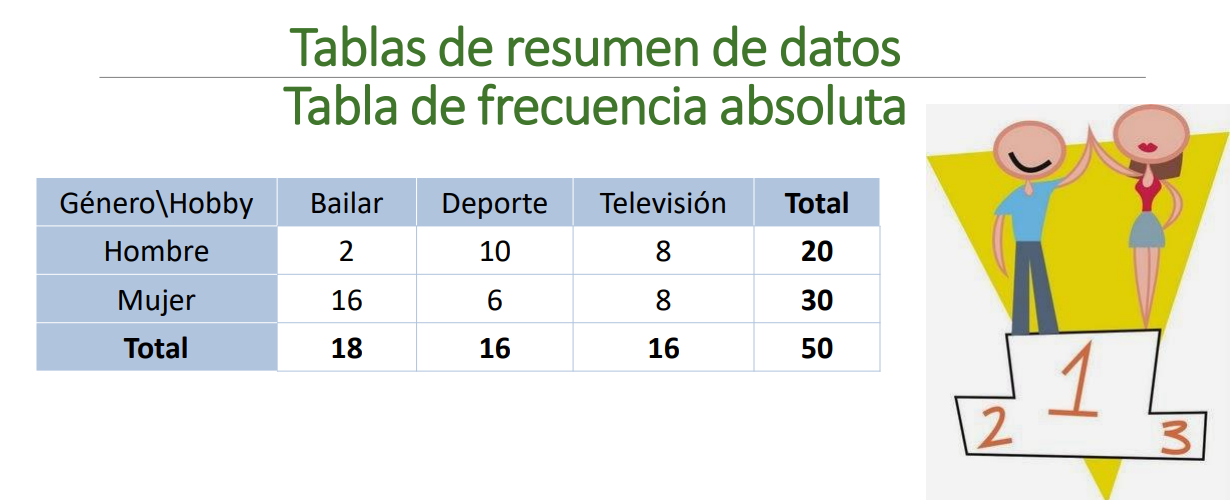 Tablas de resumen de datos
Tabla de frecuencia absoluta
Género\Hobby Bailar Deporte Televisión Total
Hombre 2 10 8 20
Mujer 16 6 8 30
Total 18 16 16 50
1
2 3